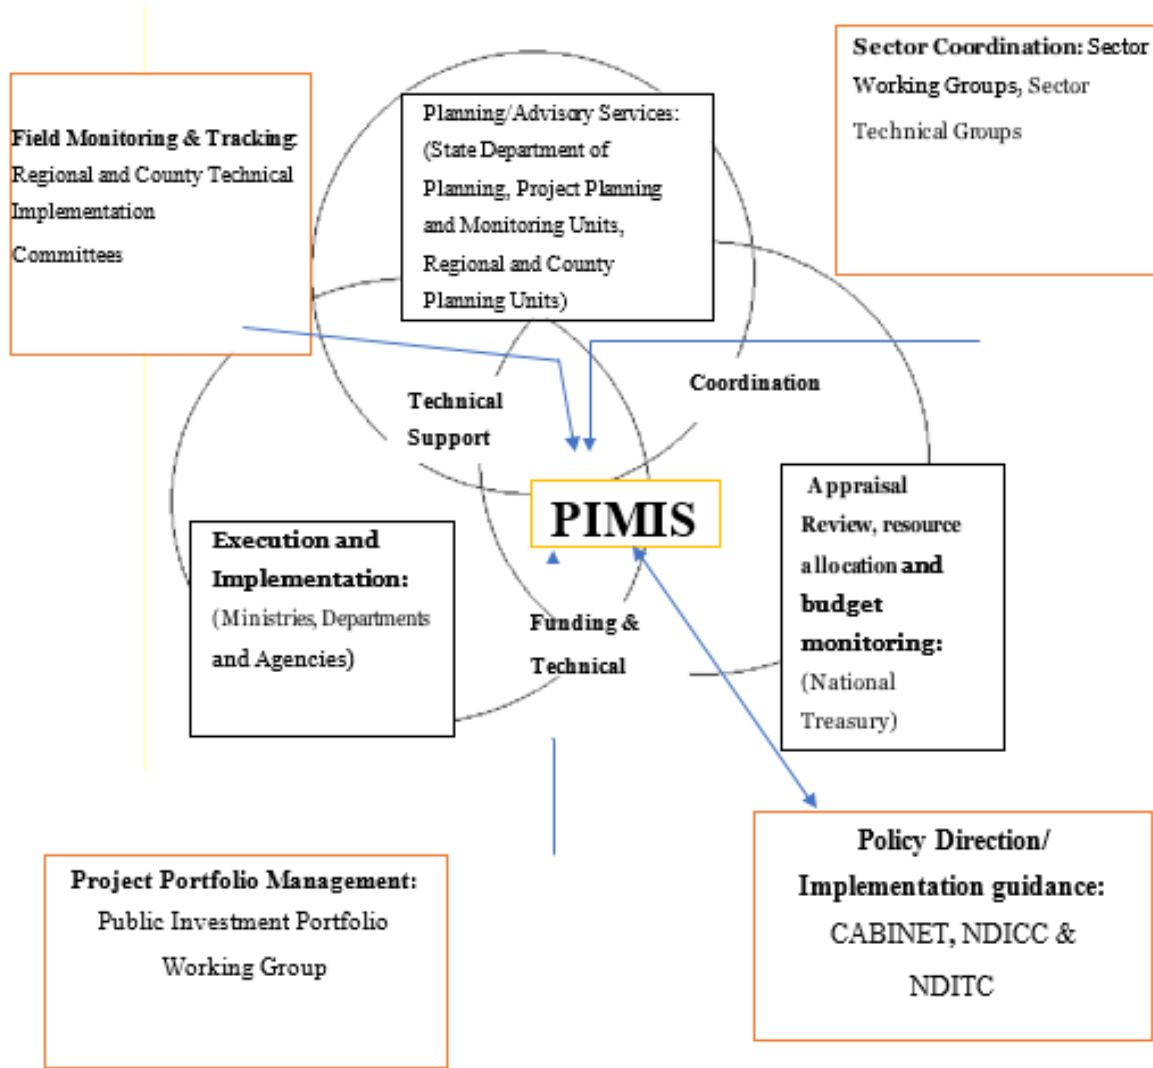 Sector Coordination: Sector
Working Groups, Sector
Technical Groups
Field Monitoring & Tracking:
Regional and County Technical
Implementation
Committees
Planning/Advisory Services:
(State Department of
Planning, Project Planning
and Monitoring Units,
Regional and County
Planning Units)
Technical
Support
Coordination
PIMIS
Execution and
Implementation:
(Ministries, Departments
and Agencies)
Appraisal
Review, resource
allocation and
budget
monitoring:
(National
Treasury)
Funding &
Technical
Project Portfolio Management:
Public Investment Portfolio
Working Group
Policy Direction/
Implementation guidance:
CABINET, NDICC &
NDITC